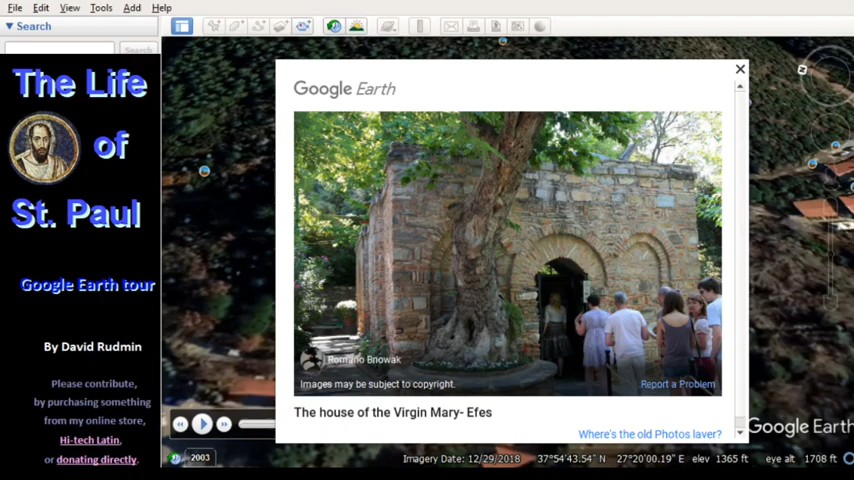 File Edit View Tools Add Help
Search
Search
The Life
of
St. Paul
Google Earth tour
By David Rudmin
Please contribute,
by purchasing something
from my online store,
Hi-tech Latin,
or donating directly.
Google Earth
Romano Bnowak
Images may be subject to copyright.
Report a Problem
The house of the Virgin Mary- Efes
Where's the old Photos layer?
Google Earth
2003
Imagery Date: 12/29/2018 37°54'43.54" N 27°20'00.19" E elev 1365 ft eye alt 1708 ft